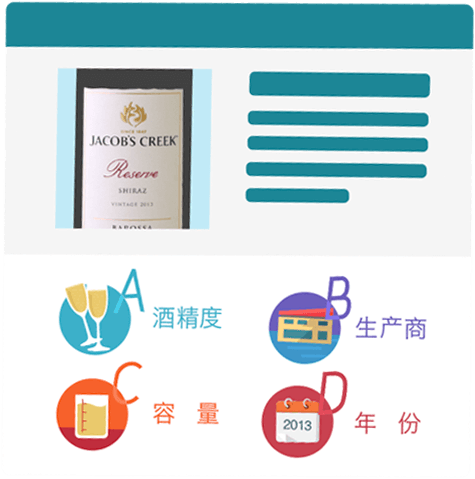 SINCE 1847
JACOB'S CREEK
Reserve
SHIRAZ
VINTAGE 2013
BAROSSA
A
酒精度
B
生产商
C
容量
D
2013
年份